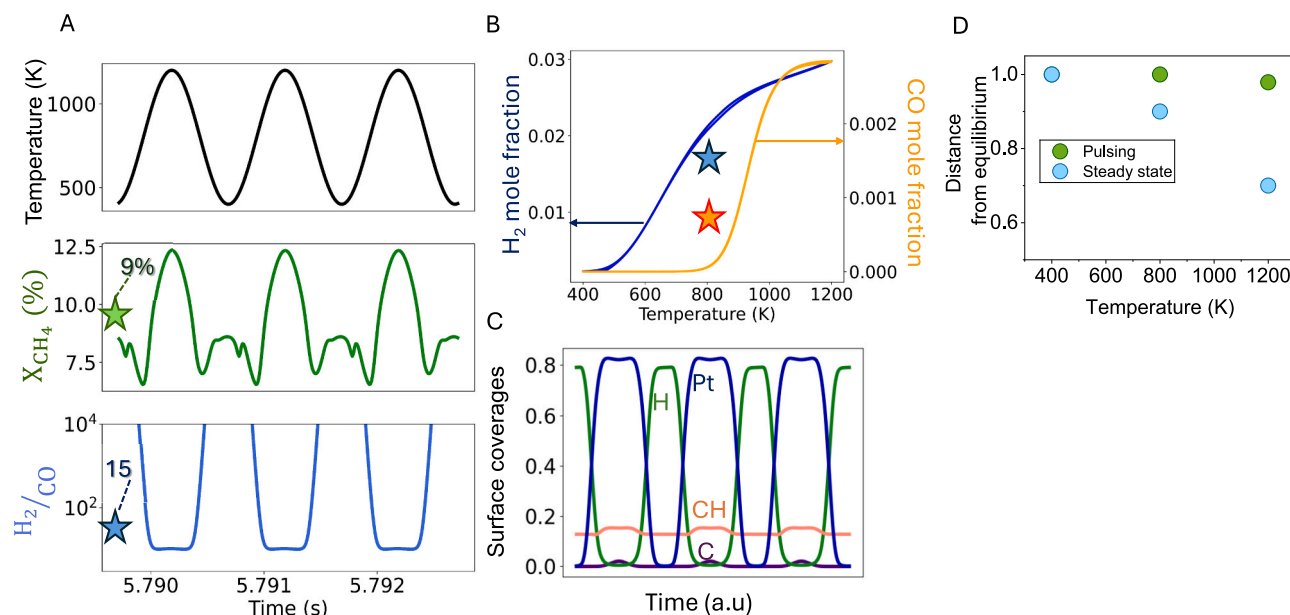 A
Temperature (K)
1000
500
X_CH4 (%)
12.5
10.0
7.5
9%
H2/CO
10^4
10^2
15
5.790
5.791
5.792
Time (s)
B
H2 mole fraction
0.03
0.02
0.01
CO mole fraction
0.002
0.001
0.000
400
600
800
1000
1200
Temperature (K)
C
Surface coverages
0.8
0.6
0.4
0.2
0.0
Pt
H
CH
C
Time (a.u)
D
Distance
from equilibrium
1.0
0.8
0.6
Pulsing
Steady state
400
600
800
1000
1200
Temperature (K)